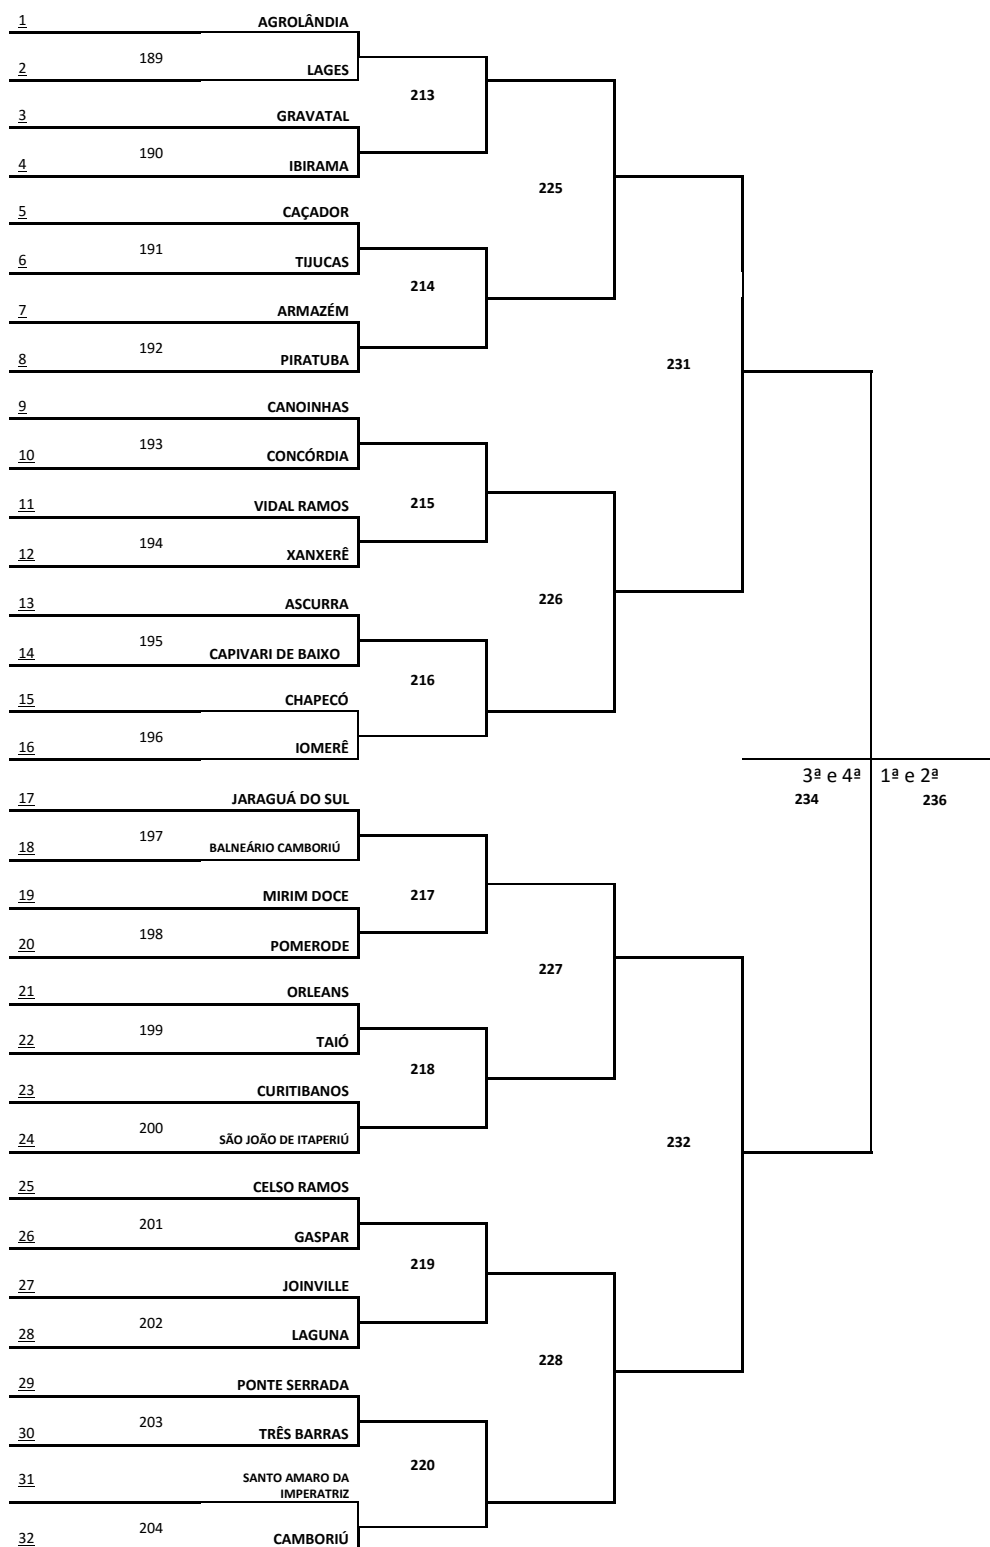 1 AGROLÂNDIA
189
2 LAGES
213
3 GRAVATAL
190
4 IBIRAMA
225
5 CAÇADOR
191
6 TIJUCAS
214
7 ARMAZÉM
192
8 PIRATUBA
231
9 CANOINHAS
193
10 CONCÓRDIA
215
11 VIDAL RAMOS
194
12 XANXERÊ
226
13 ASCURRA
195
14 CAPIVARI DE BAIXO
216
15 CHAPECÓ
196
16 IOMERÊ
3ª e 4ª 1ª e 2ª
234 236
17 JARAGUÁ DO SUL
197
18 BALNEÁRIO CAMBORIÚ
217
19 MIRIM DOCE
198
20 POMERODE
227
21 ORLEANS
199
22 TAIÓ
218
23 CURITIBANOS
200
24 SÃO JOÃO DE ITAPERIÚ
232
25 CELSO RAMOS
201
26 GASPAR
219
27 JOINVILLE
202
28 LAGUNA
228
29 PONTE SERRADA
203
30 TRÊS BARRAS
220
31 SANTO AMARO DA
IMPERATRIZ
204
32 CAMBORIÚ